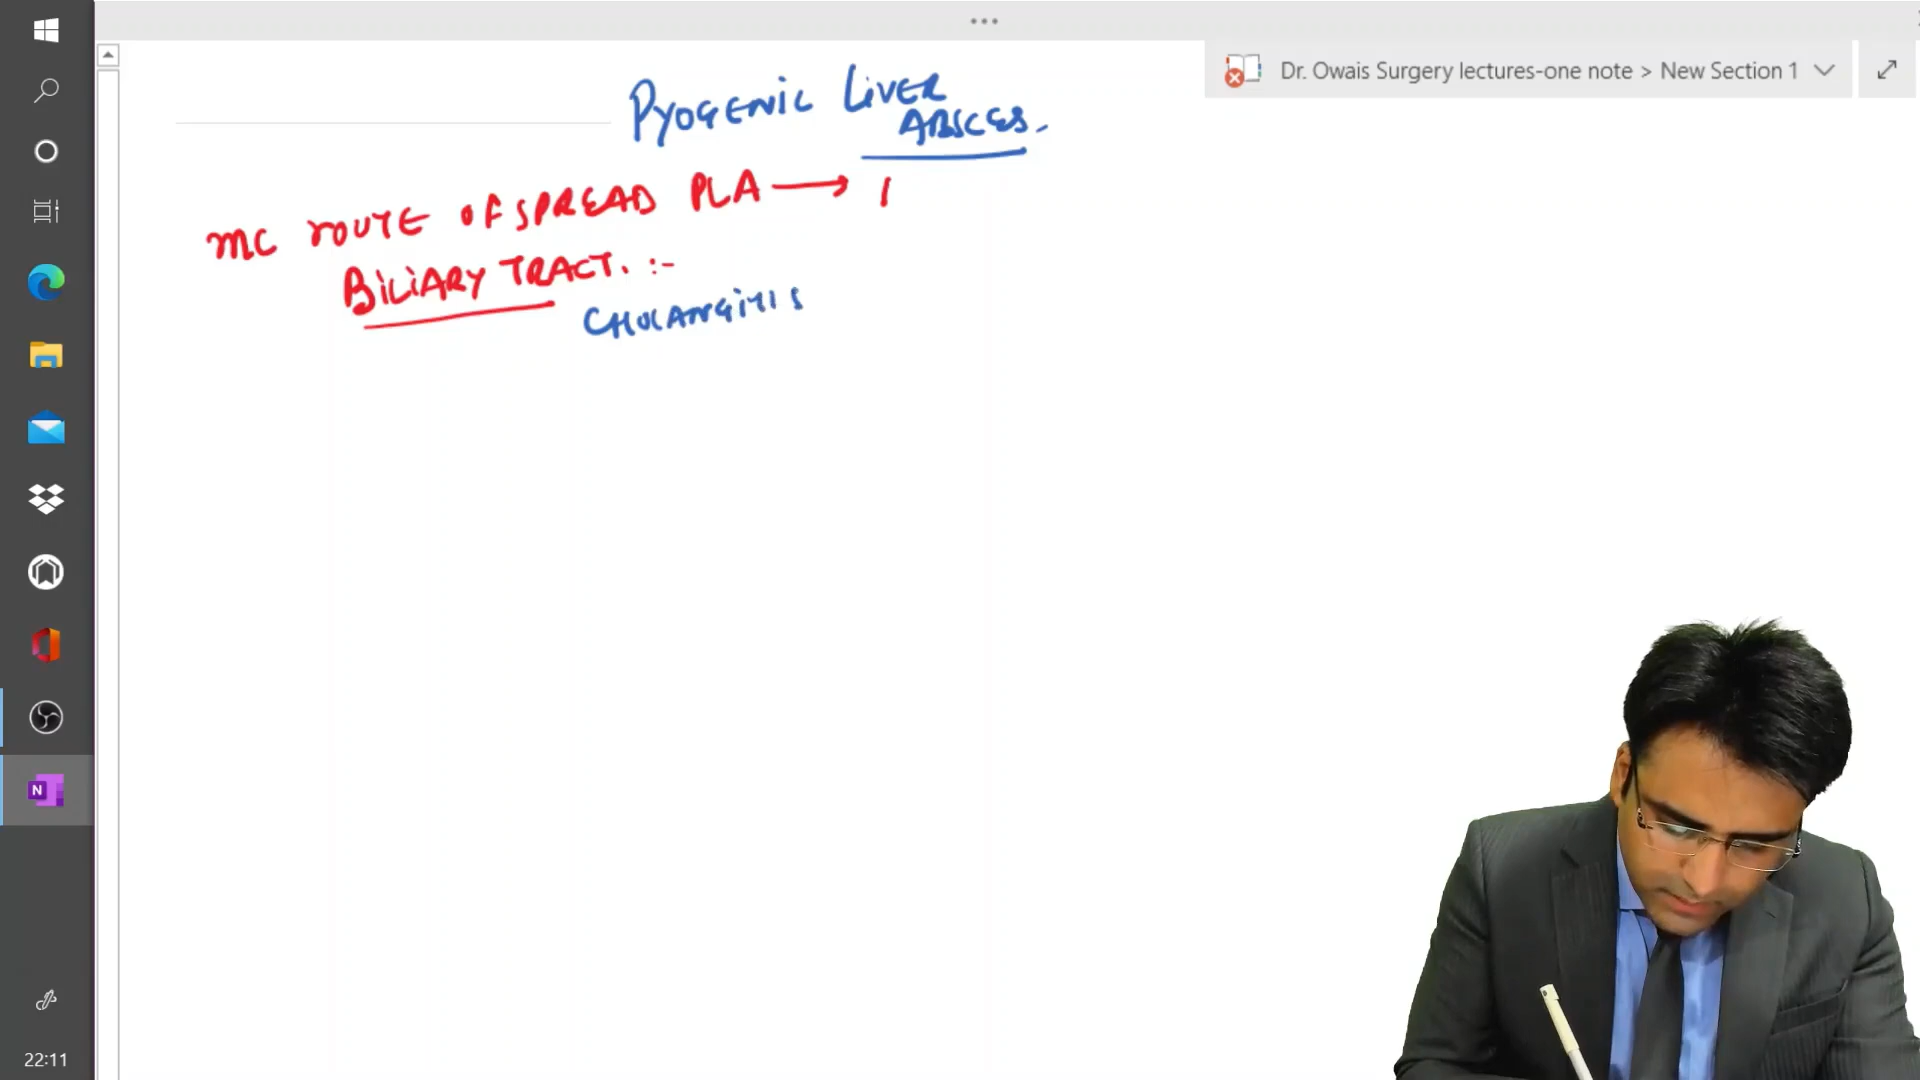 Dr. Owais Surgery lectures-one note > New Section 1
PYOGENIC LIVER
ABSCESS.
MC ROUTE OF SPREAD PLA → I
BILIARY TRACT. :-
CHOLANGITIS
N
22:11